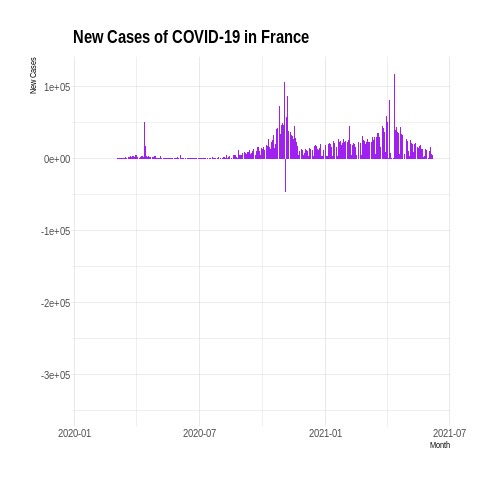 New Cases of COVID-19 in France
New Cases
1e+05
0e+00
-1e+05
-2e+05
-3e+05
2020-01
2020-07
2021-01
2021-07
Month